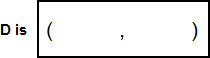 D is ( , )